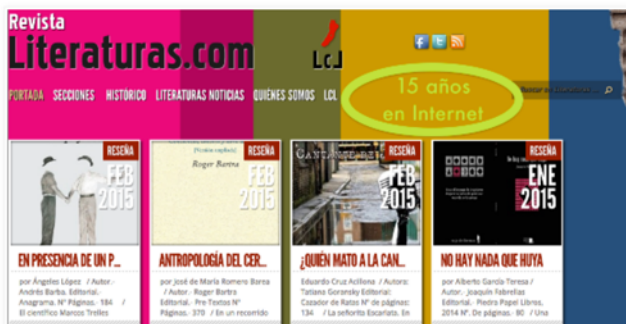 Revista
Literaturas.com
LcL
PORTADA SECCIONES HISTÓRICO LITERATURAS NOTICIAS QUIÉNES SOMOS LCL
15 años
en Internet
Buscar
RESEÑA
FEB
2015
EN PRESENCIA DE UN P...
por Ángeles López / Autor.-
Andrés Barba. Editorial.-
Anagrama. Nº Páginas.- 184 /
El científico Marcos Trelles
RESEÑA
Roger Bartra
FEB
2015
ANTROPOLOGÍA DEL CER...
por José de María Romero Barea
/ Autor.- Roger Bartra
Editorial.- Pre-Textos Nº
Páginas.- 370 / En un recorrido
RESEÑA
FEB
2015
¿QUIÉN MATO A LA CAN...
Eduardo Cruz Acillona / Autora:
Tatiana Goransky Editorial:
Cazador de Ratas Nº de páginas:
134 / La señorita Escarlata. En
RESEÑA
ENE
2015
NO HAY NADA QUE HUYA
por Alberto García-Teresa /
Autor.- Joaquín Fabrellas
Editorial.- Piedra Papel Libros.
2014 Nº. De páginas.- 80 / Una